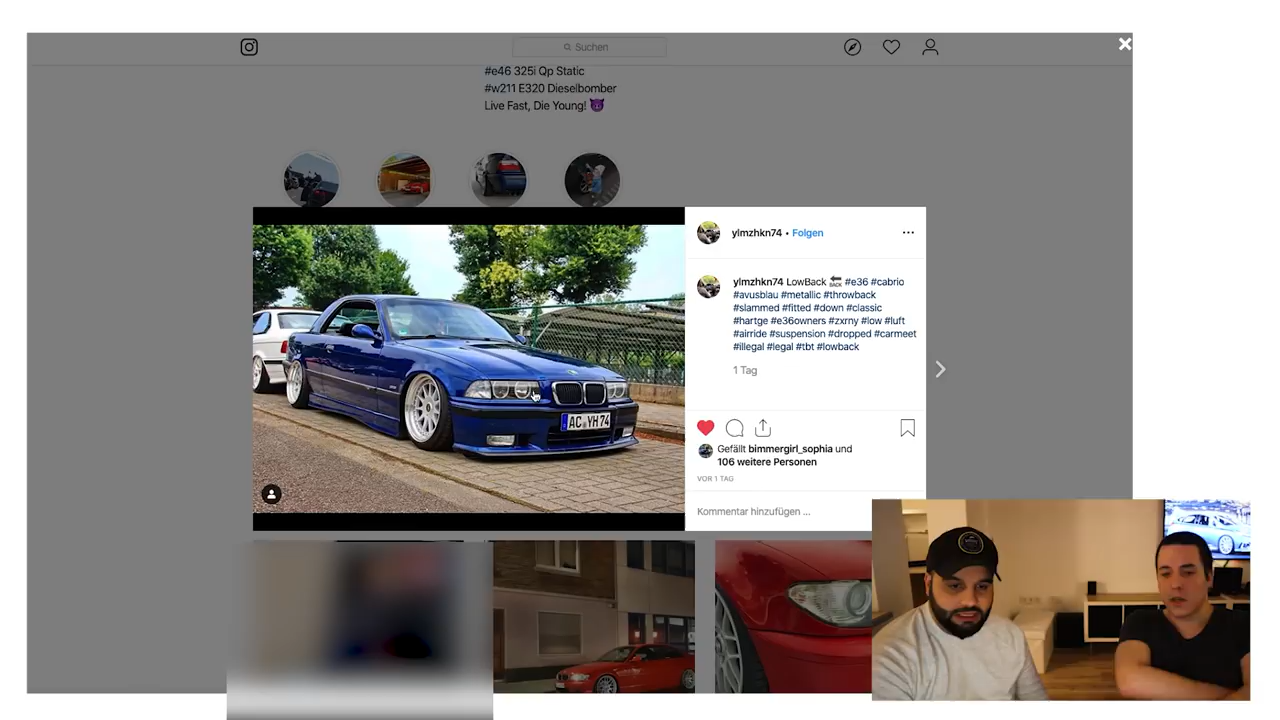 Suchen
#e46 325i Qp Static
#w211 E320 Dieselbomber
Live Fast, Die Young! 😈
ylmzhkn74 • Folgen
ylmzhkn74 LowBack 🔙 #e36 #cabrio
#avusblau #metallic #throwback
#slammed #fitted #down #classic
#hartge #e36owners #zxrny #low #luft
#airride #suspension #dropped #carmeet
#illegal #legal #tbt #lowback
1 Tag
AC YH 74
Gefällt bimmergirl_sophia und
106 weitere Personen
VOR 1 TAG
Kommentar hinzufügen ...